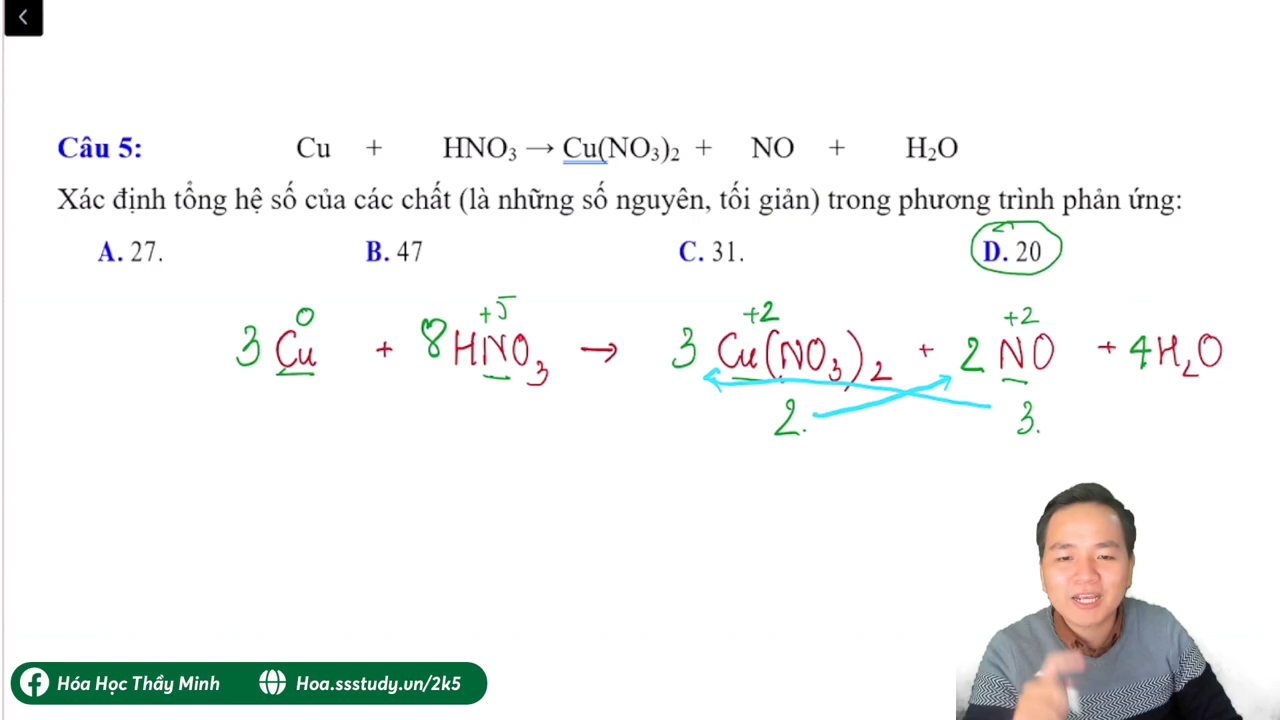 Câu 5: Cu + HNO₃ → Cu(NO₃)₂ + NO + H₂O
Xác định tổng hệ số của các chất (là những số nguyên, tối giản) trong phương trình phản ứng:
A. 27. B. 47 C. 31. D. 20
0 +5 +2 +2
3 Cu + 8 HNO₃ → 3 Cu(NO₃)₂ + 2 NO + 4 H₂O
2. 3.
Hóa Học Thầy Minh Hoa.ssstudy.vn/2k5